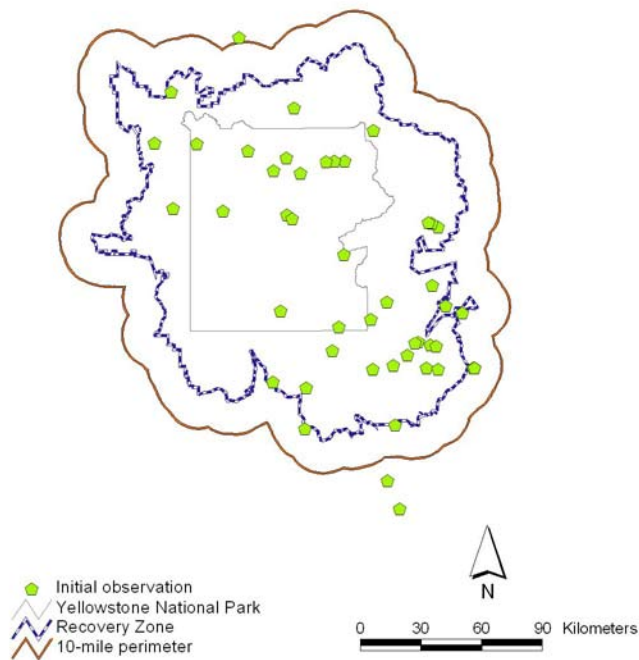 N
Initial observation
Yellowstone National Park
Recovery Zone
10-mile perimeter
0 30 60 90 Kilometers